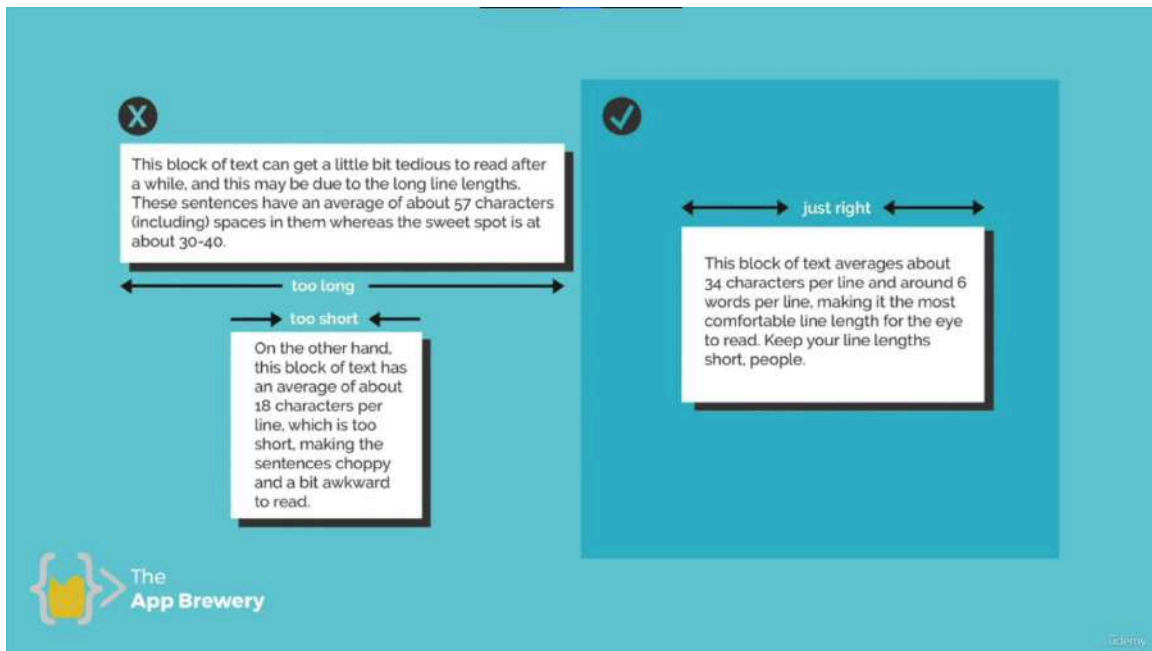 X
This block of text can get a little bit tedious to read after
a while, and this may be due to the long line lengths.
These sentences have an average of about 57 characters
(including) spaces in them whereas the sweet spot is at
about 30-40.
too long
too short
On the other hand,
this block of text has
an average of about
18 characters per
line, which is too
short, making the
sentences choppy
and a bit awkward
to read.
just right
This block of text averages about
34 characters per line and around 6
words per line, making it the most
comfortable line length for the eye
to read. Keep your line lengths
short, people.
The
App Brewery
ûdemy